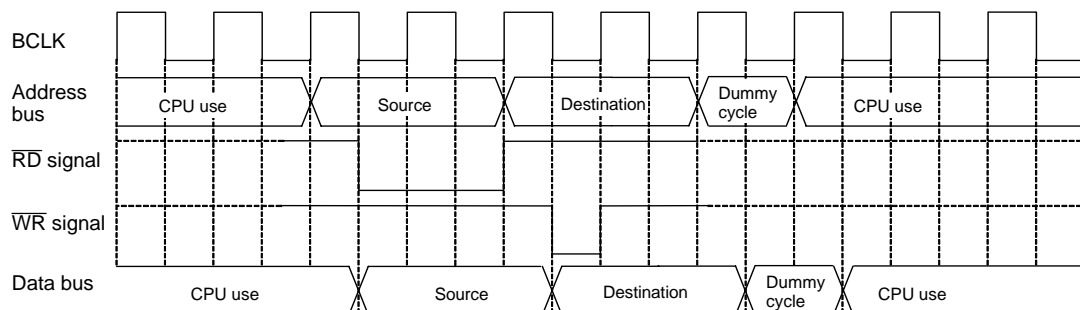 BCLK
Address
bus
CPU use
Source
Destination
Dummy
cycle
CPU use
RD signal
WR signal
Data bus
CPU use
Source
Destination
Dummy
cycle
CPU use